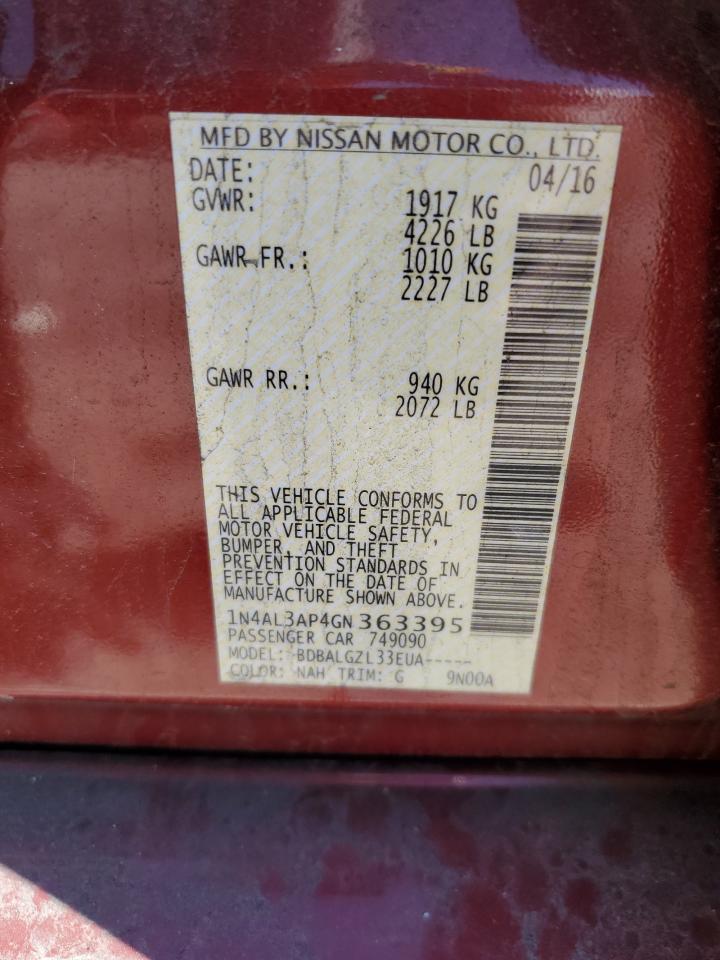 MFD BY NISSAN MOTOR CO., LTD.
DATE: 04/16
GVWR: 1917 KG
4226 LB
GAWR FR.: 1010 KG
2227 LB
GAWR RR.: 940 KG
2072 LB
THIS VEHICLE CONFORMS TO
ALL APPLICABLE FEDERAL
MOTOR VEHICLE SAFETY,
BUMPER, AND THEFT
PREVENTION STANDARDS IN
EFFECT ON THE DATE OF
MANUFACTURE SHOWN ABOVE.
1N4AL3AP4GN363395
PASSENGER CAR 749090
MODEL: BDBALGZL33EUA-----
COLOR: NAH TRIM: G 9N00A